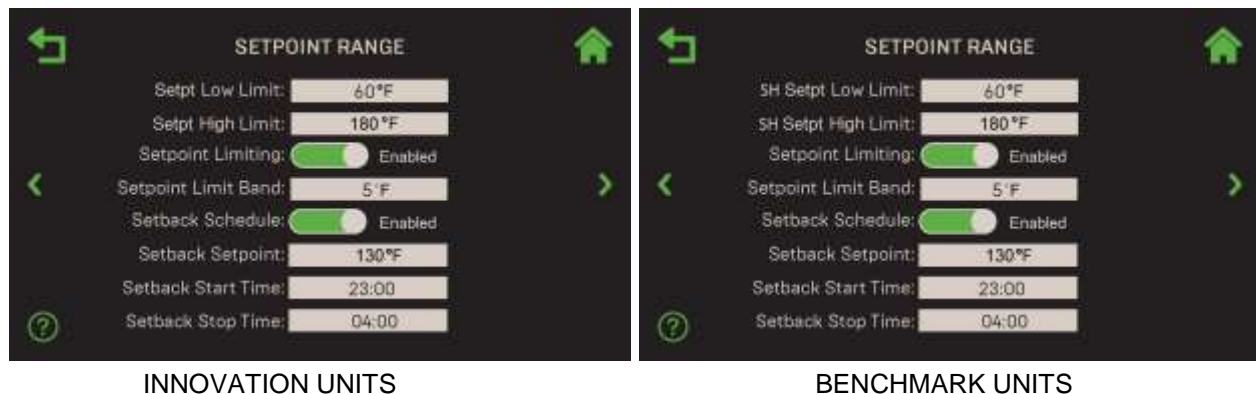 SETPOINT RANGE
Setpt Low Limit: 60°F
Setpt High Limit: 180°F
Setpoint Limiting: Enabled
Setpoint Limit Band: 5°F
Setback Schedule: Enabled
Setback Setpoint: 130°F
Setback Start Time: 23:00
Setback Stop Time: 04:00
?
INNOVATION UNITS
SETPOINT RANGE
SH Setpt Low Limit: 60°F
SH Setpt High Limit: 180°F
Setpoint Limiting: Enabled
Setpoint Limit Band: 5°F
Setback Schedule: Enabled
Setback Setpoint: 130°F
Setback Start Time: 23:00
Setback Stop Time: 04:00
?
BENCHMARK UNITS